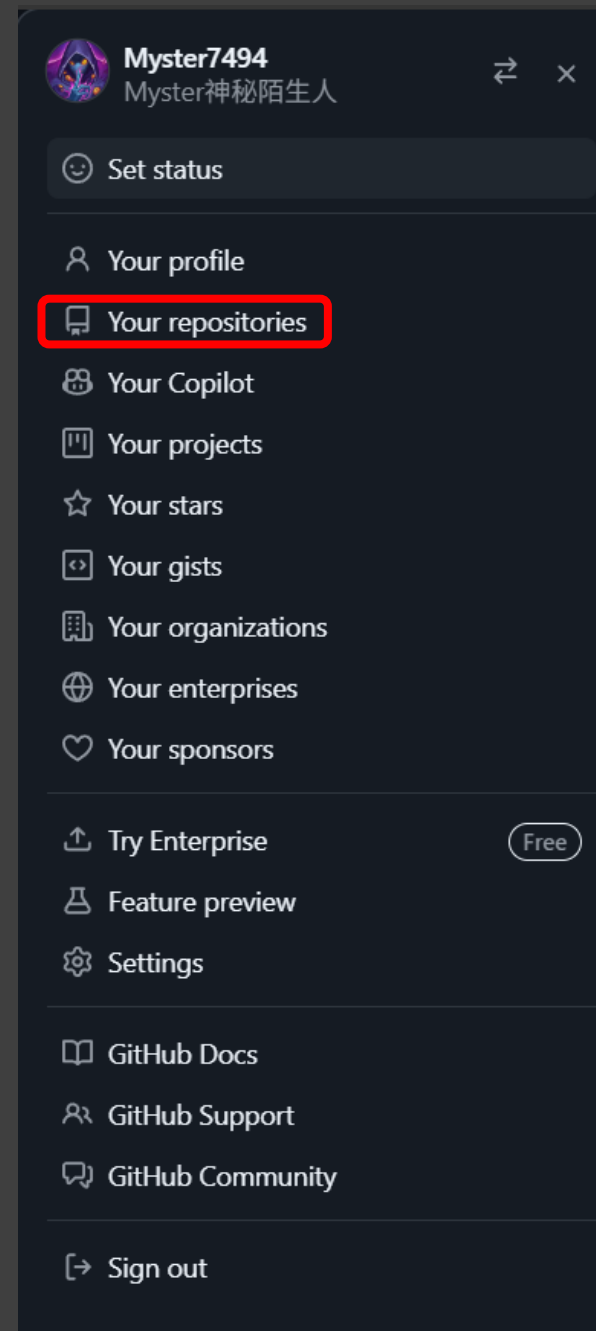 Myster7494
Myster神秘陌生人
Set status
Your profile
Your repositories
Your Copilot
Your projects
Your stars
Your gists
Your organizations
Your enterprises
Your sponsors
Try Enterprise Free
Feature preview
Settings
GitHub Docs
GitHub Support
GitHub Community
Sign out